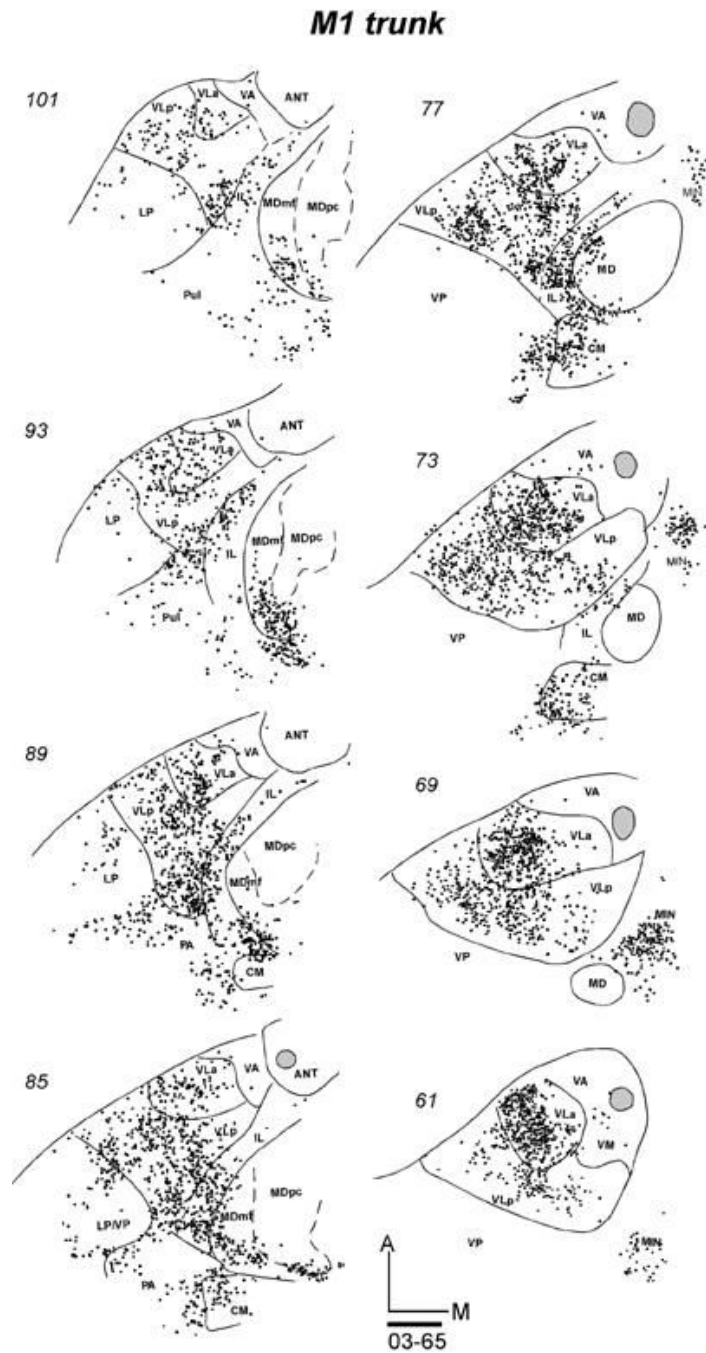 M1 trunk
101
VLp
VLa
VA
ANT
LP
IL
MDmf
MDpc
Pul
93
VA
ANT
VLa
LP
VLp
IL
MDmf
MDpc
Pul
89
ANT
VA
VLa
VLp
IL
MDpc
LP
MDmf
PA
CM
85
VLa
VA
ANT
VLp
IL
MDpc
LP/VP
CL
MDmf
PA
CM
77
VA
VLa
MIN
VLp
MD
VP
IL
CM
73
VA
VLa
VLp
MIN
VP
IL
MD
CM
69
VA
VLa
VLp
MIN
VP
MD
61
VA
VLa
VM
VLp
VP
MIN
A
M
03-65